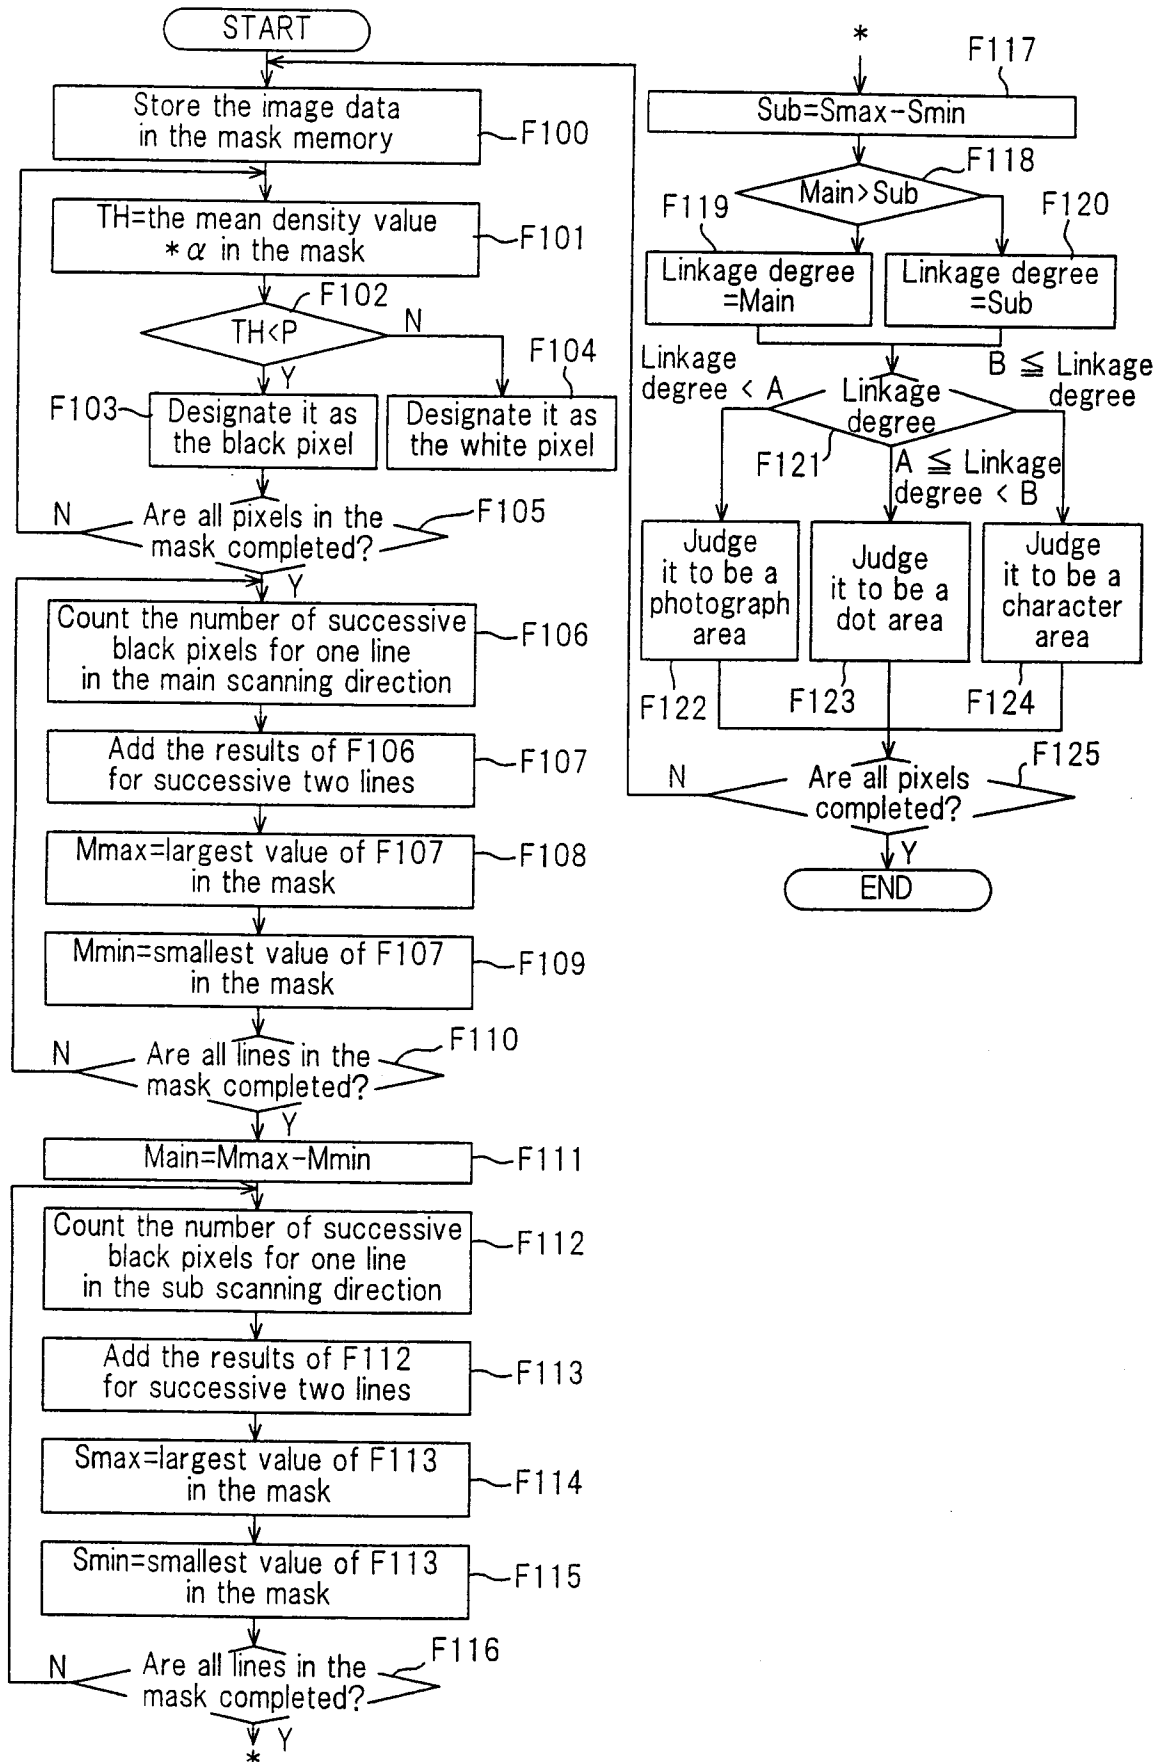 START
Store the image data
in the mask memory
F100
TH=the mean density value
*α in the mask
F101
F102
TH<P
N
Y
F104
F103
Designate it as
the black pixel
Designate it as
the white pixel
N
Are all pixels in the
mask completed?
F105
Y
Count the number of successive
black pixels for one line
in the main scanning direction
F106
Add the results of F106
for successive two lines
F107
Mmax=largest value of F107
in the mask
F108
Mmin=smallest value of F107
in the mask
F109
N
Are all lines in the
mask completed?
F110
Y
Main=Mmax-Mmin
F111
Count the number of successive
black pixels for one line
in the sub scanning direction
F112
Add the results of F112
for successive two lines
F113
Smax=largest value of F113
in the mask
F114
Smin=smallest value of F113
in the mask
F115
N
Are all lines in the
mask completed?
F116
Y
*
*
F117
Sub=Smax-Smin
F118
Main>Sub
F119
F120
Linkage degree
=Main
Linkage degree
=Sub
Linkage
degree < A
B ≦ Linkage
degree
Linkage
degree
F121
A ≦ Linkage
degree < B
Judge
it to be a
photograph
area
Judge
it to be a
dot area
Judge
it to be a
character
area
F122
F123
F124
F125
N
Are all pixels
completed?
Y
END